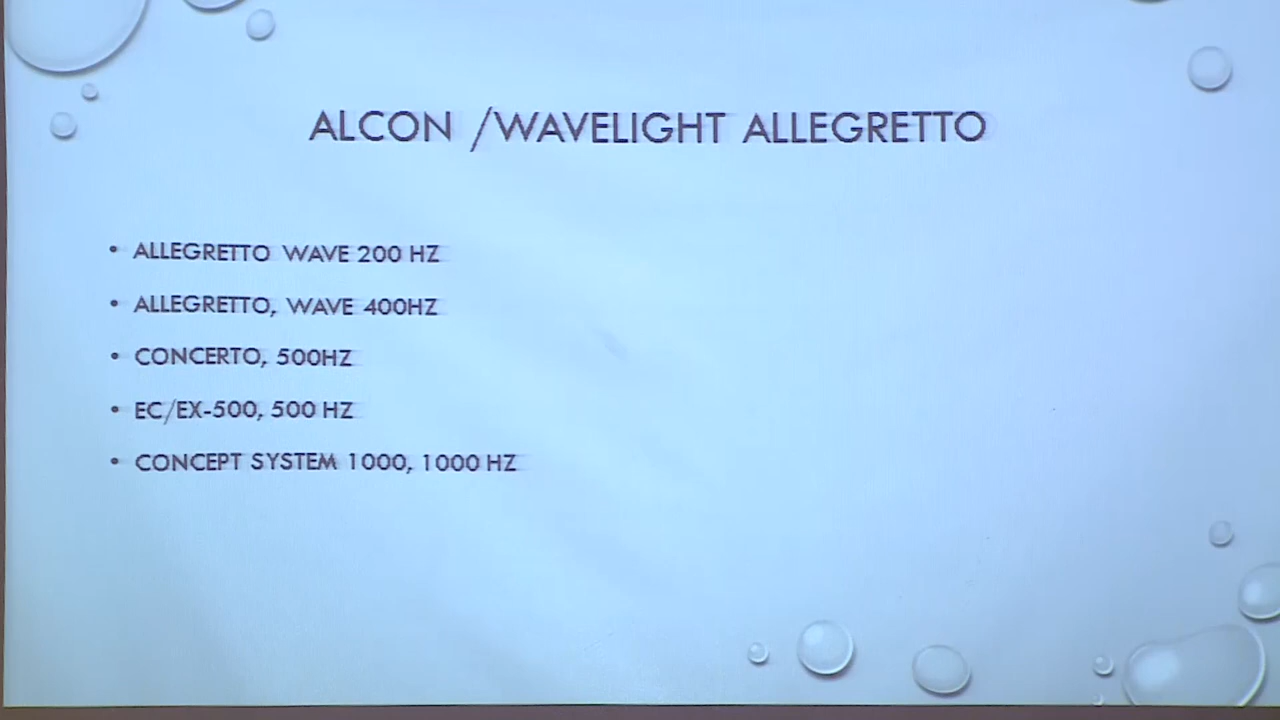 ALCON /WAVELIGHT ALLEGRETTO
• ALLEGRETTO WAVE 200 HZ
• ALLEGRETTO, WAVE 400HZ
• CONCERTO, 500HZ
• EC/EX-500, 500 HZ
• CONCEPT SYSTEM 1000, 1000 HZ